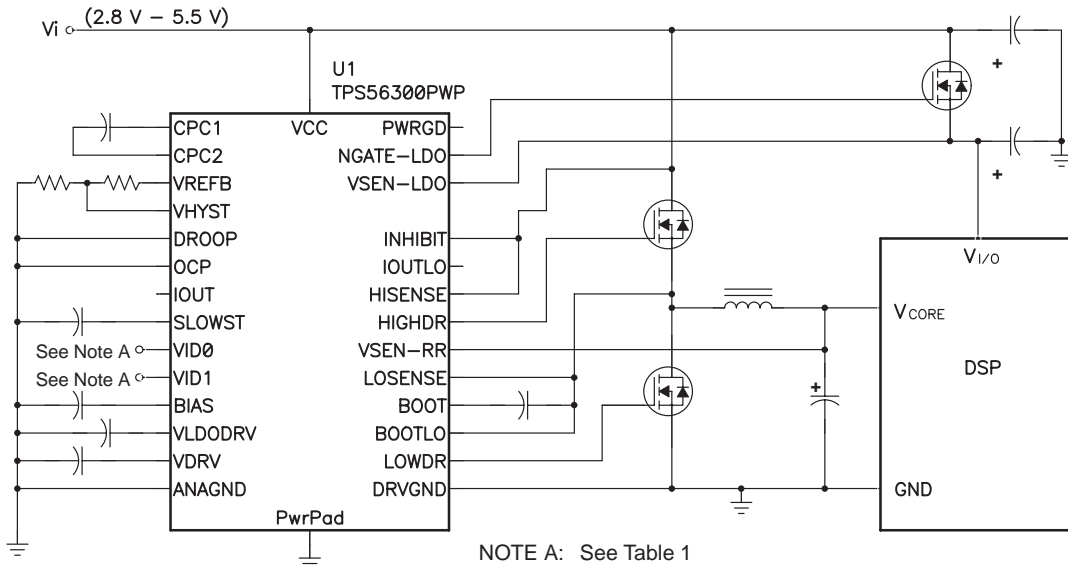 Vi (2.8 V – 5.5 V)
U1
TPS56300PWP
VCC
CPC1
CPC2
VREFB
VHYST
DROOP
OCP
IOUT
SLOWST
See Note A VID0
See Note A VID1
BIAS
VLDODRV
VDRV
ANAGND
PwrPad
PWRGD
NGATE-LDO
VSEN-LDO
INHIBIT
IOUTLO
HISENSE
HIGHDR
VSEN-RR
LOSENSE
BOOT
BOOTLO
LOWDR
DRVGND
+
+
+
VI/O
VCORE
DSP
GND
NOTE A: See Table 1